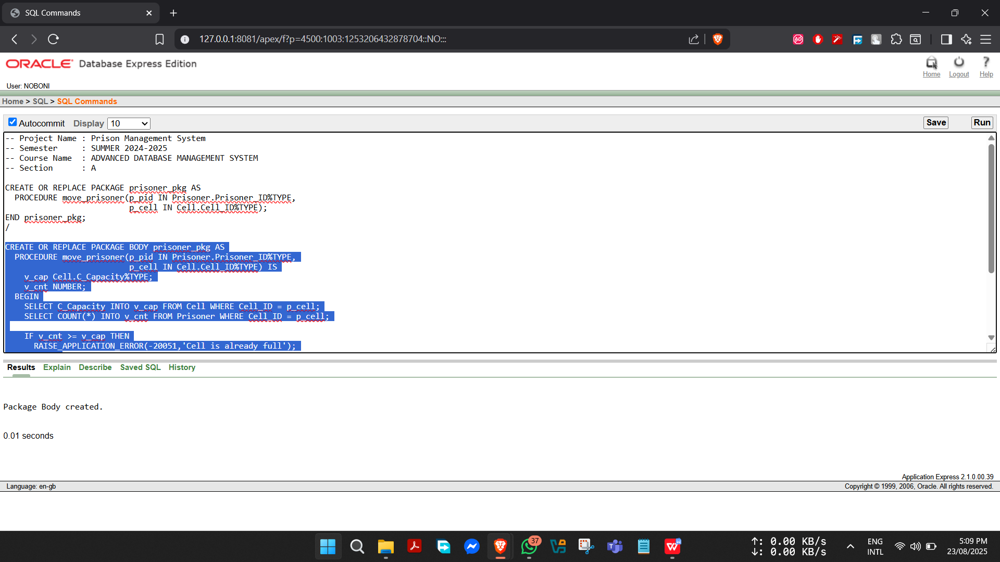 SQL Commands
127.0.0.1:8081/apex/f?p=4500:1003:1253206432878704::NO:::
ORACLE Database Express Edition
Home Logout Help
User: NOBONI
Home > SQL > SQL Commands
Autocommit Display 10 Save Run
-- Project Name : Prison Management System
-- Semester     : SUMMER 2024-2025
-- Course Name  : ADVANCED DATABASE MANAGEMENT SYSTEM
-- Section      : A
CREATE OR REPLACE PACKAGE prisoner_pkg AS
  PROCEDURE move_prisoner(p_pid IN Prisoner.Prisoner_ID%TYPE,
                          p_cell IN Cell.Cell_ID%TYPE);
END prisoner_pkg;
/
CREATE OR REPLACE PACKAGE BODY prisoner_pkg AS
  PROCEDURE move_prisoner(p_pid IN Prisoner.Prisoner_ID%TYPE,
                          p_cell IN Cell.Cell_ID%TYPE) IS
    v_cap Cell.C_Capacity%TYPE;
    v_cnt NUMBER;
  BEGIN
    SELECT C_Capacity INTO v_cap FROM Cell WHERE Cell_ID = p_cell;
    SELECT COUNT(*) INTO v_cnt FROM Prisoner WHERE Cell_ID = p_cell;
    IF v_cnt >= v_cap THEN
      RAISE_APPLICATION_ERROR(-20051,'Cell is already full');
Results Explain Describe Saved SQL History
Package Body created.
0.01 seconds
Application Express 2.1.0.00.39
Language: en-gb Copyright © 1999, 2006, Oracle. All rights reserved.
37
↑: 0.00 KB/s
↓: 0.00 KB/s
ENG
INTL
5:09 PM
23/08/2025